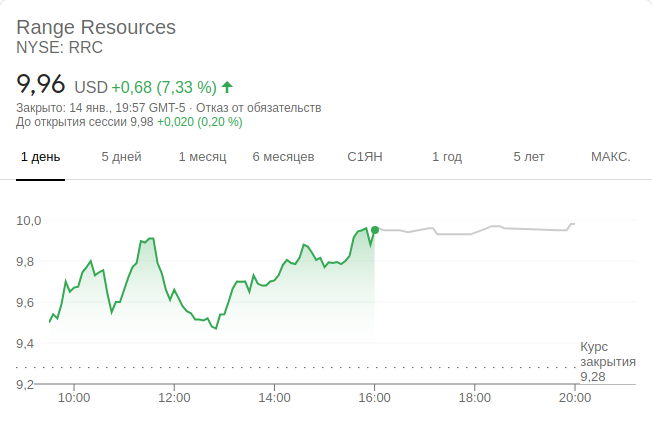 Range Resources
NYSE: RRC
9,96 USD +0,68 (7,33 %)
Закрыто: 14 янв., 19:57 GMT-5 · Отказ от обязательств
До открытия сессии 9,98 +0,020 (0,20 %)
1 день 5 дней 1 месяц 6 месяцев С1ЯН 1 год 5 лет МАКС.
10,0
9,8
9,6
9,4
Курс
закрытия
9,28
9,2
10:00 12:00 14:00 16:00 18:00 20:00